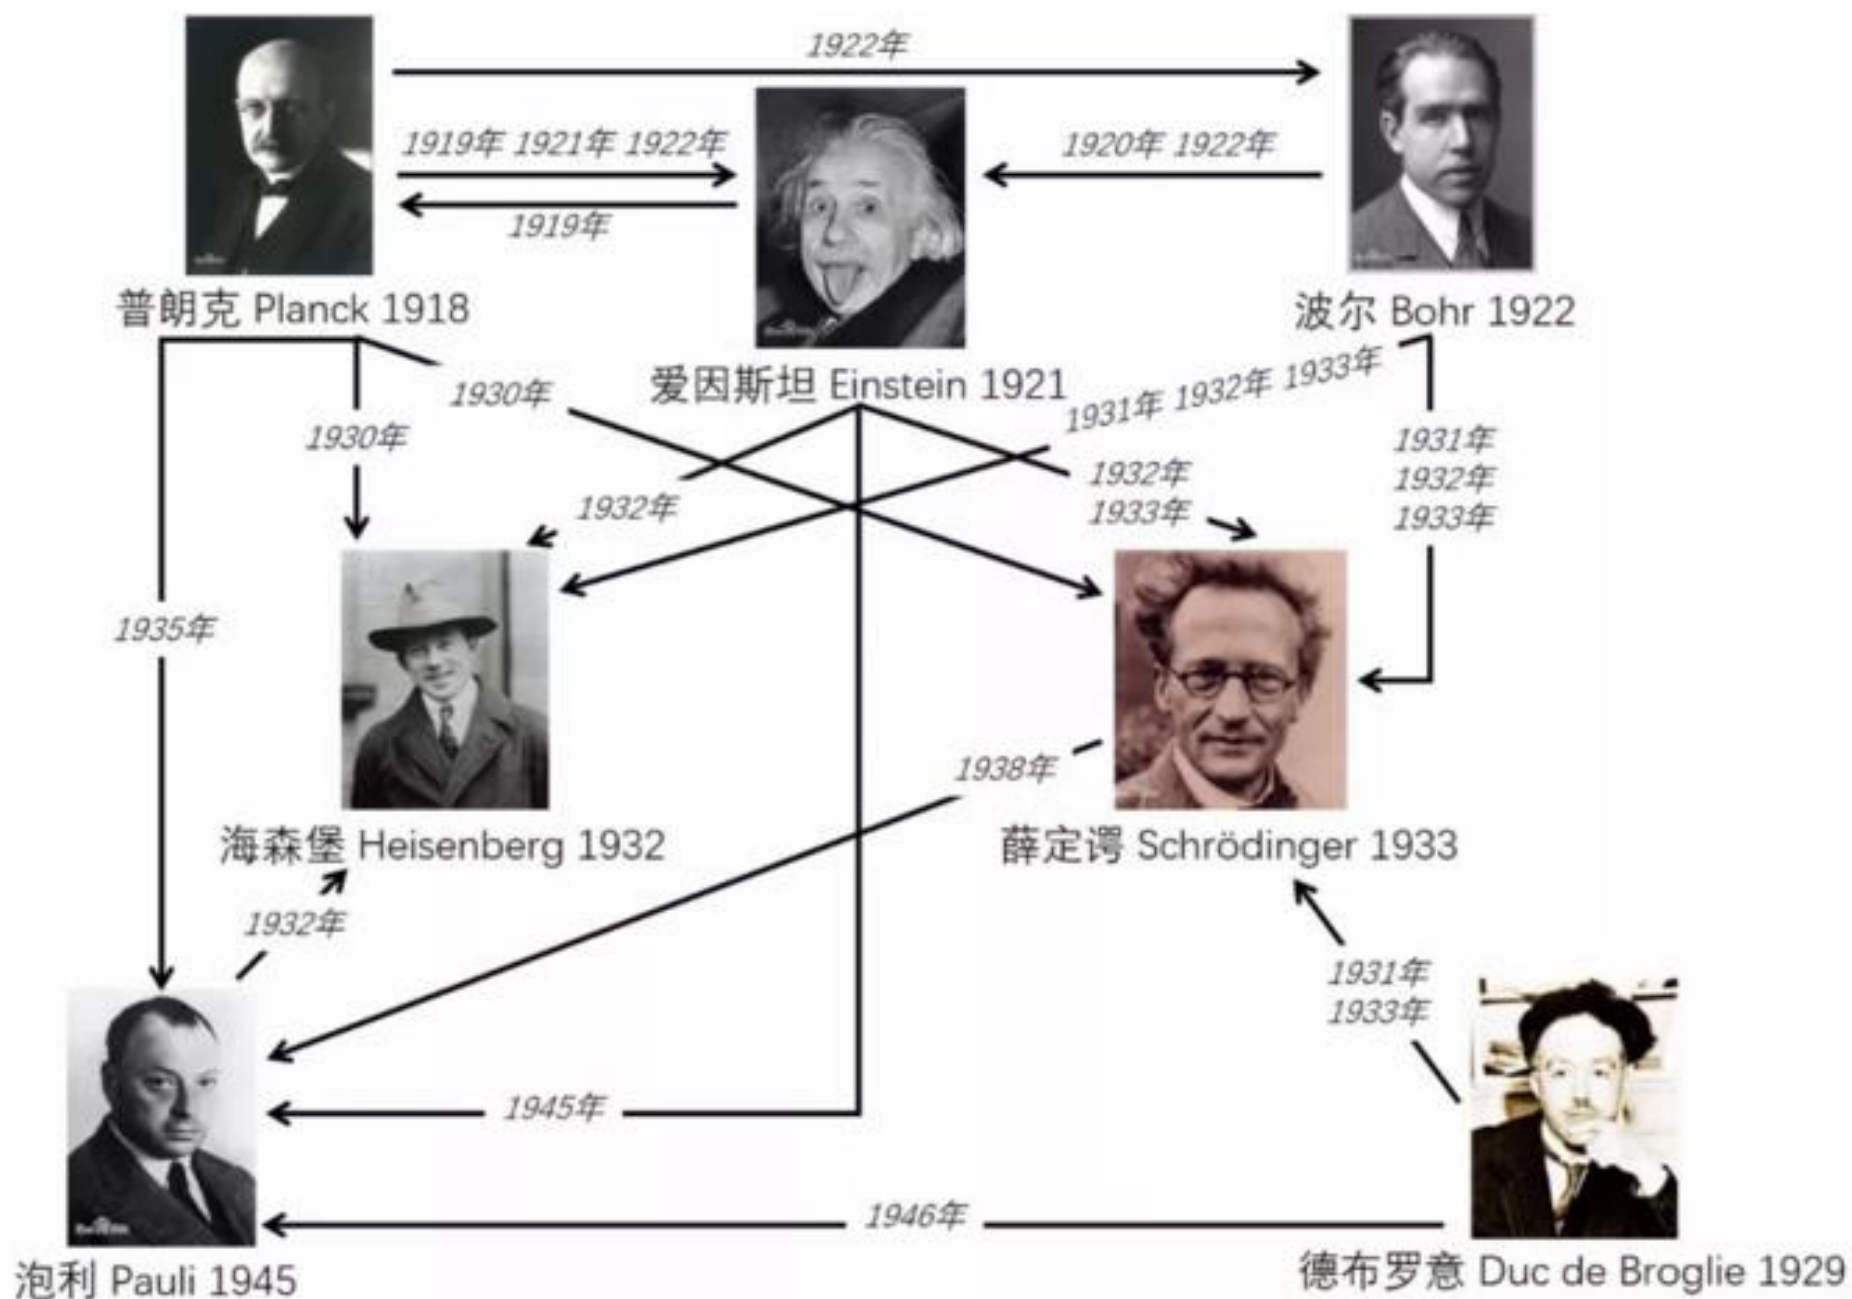 1922年
1919年 1921年 1922年
1920年 1922年
1919年
普朗克 Planck 1918
波尔 Bohr 1922
爱因斯坦 Einstein 1921
1930年
1931年 1932年 1933年
1930年
1931年
1932年
1933年
1932年
1933年
1932年
1935年
1938年
海森堡 Heisenberg 1932
薛定谔 Schrödinger 1933
1932年
1931年
1933年
1945年
1946年
泡利 Pauli 1945
德布罗意 Duc de Broglie 1929